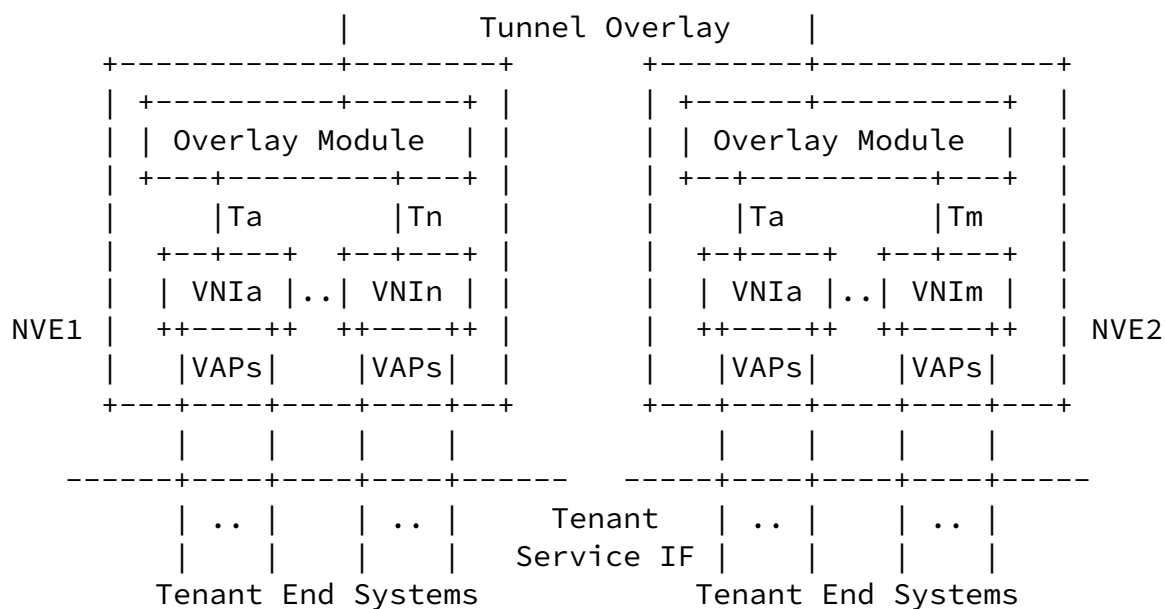 Tunnel Overlay
Overlay Module Overlay Module
Ta Tn Ta Tm
VNIa .. VNIn VNIa .. VNIm
NVE1 NVE2
VAPs VAPs VAPs VAPs
.. .. Tenant .. ..
Service IF
Tenant End Systems Tenant End Systems